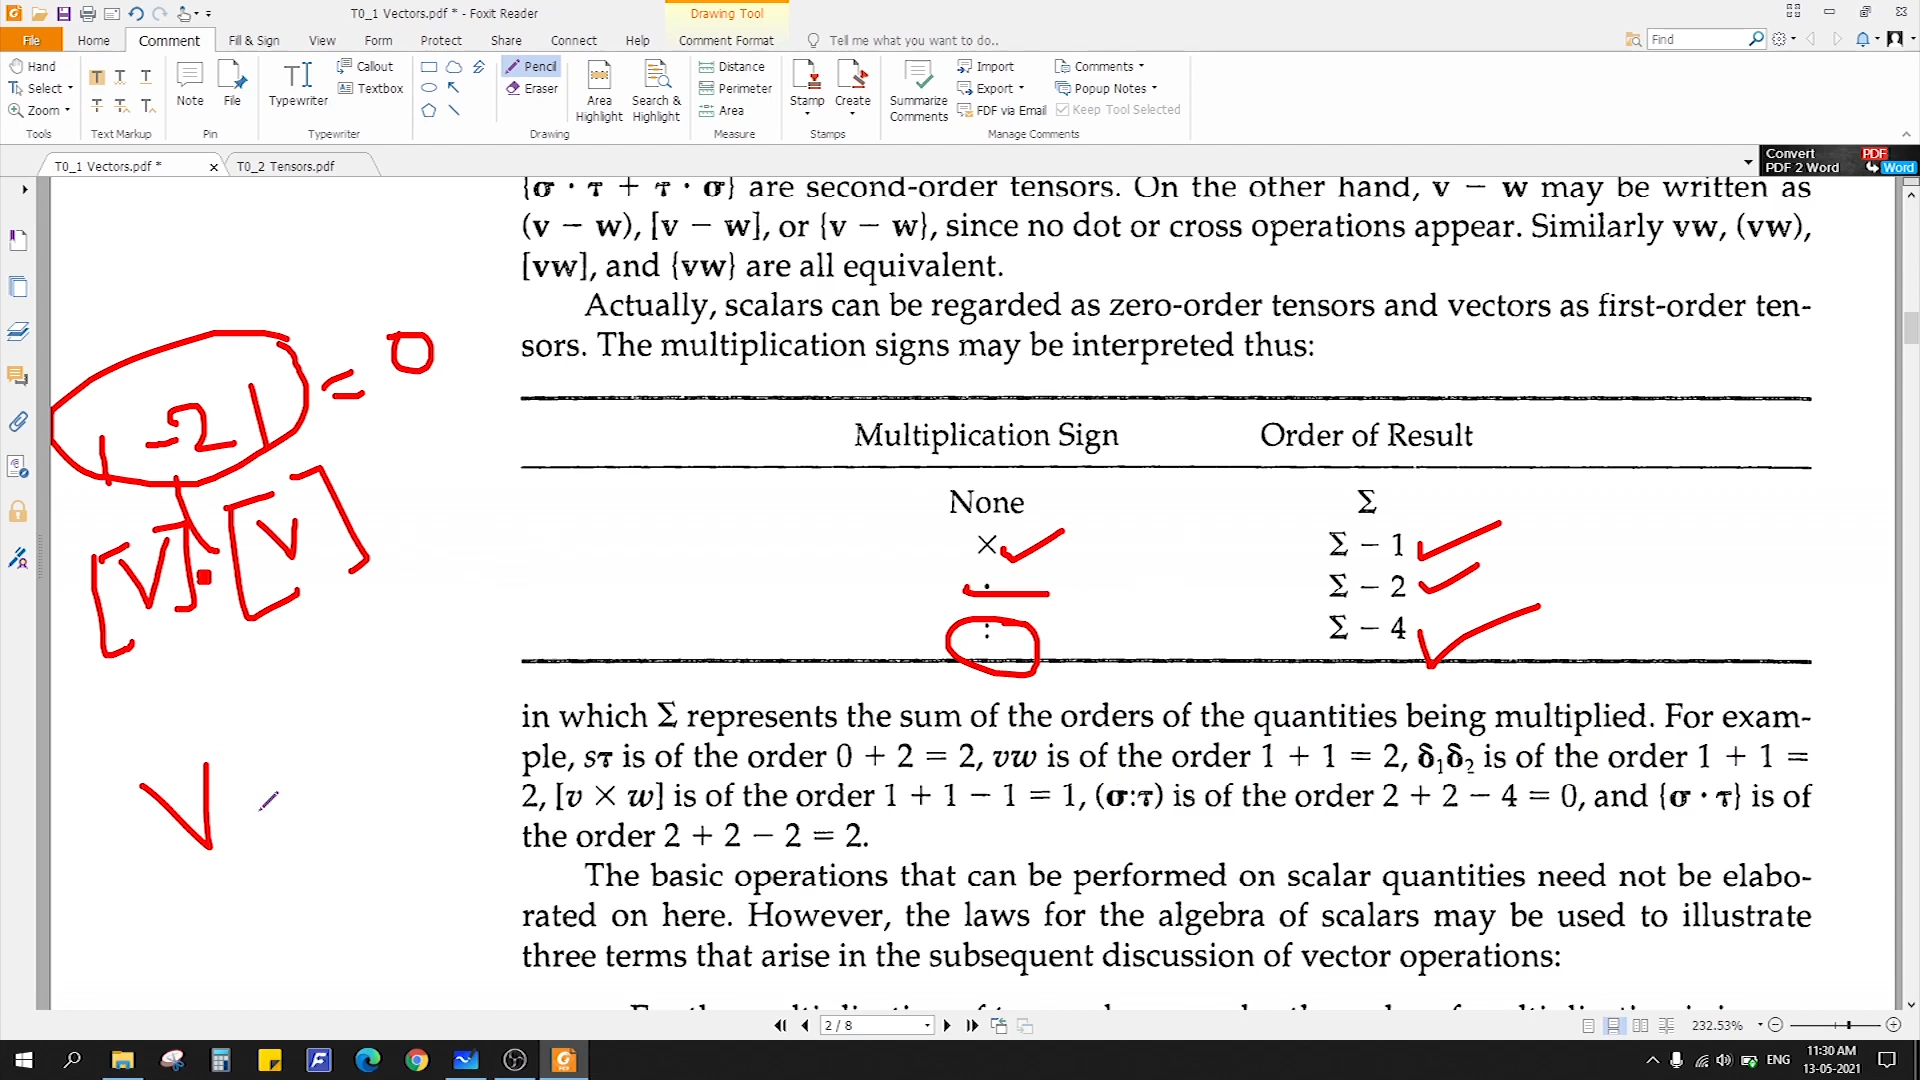 T0_1 Vectors.pdf * - Foxit Reader
Drawing Tool
File Home Comment Fill & Sign View Form Protect Share Connect Help Comment Format Tell me what you want to do.. Find
Hand
Select
Zoom
Tools
T T T
T T T
Text Markup
Note File
Pin
Typewriter
Callout
Textbox
Typewriter
Pencil
Eraser
Drawing
Area Highlight
Search & Highlight
Distance
Perimeter
Area
Measure
Stamp Create
Stamps
Summarize Comments
Import
Export
FDF via Email
Comments
Popup Notes
Keep Tool Selected
Manage Comments
T0_1 Vectors.pdf * T0_2 Tensors.pdf
Convert PDF
PDF 2 Word Word
{σ · τ + τ · σ} are second-order tensors. On the other hand, v − w may be written as
(v − w), [v − w], or {v − w}, since no dot or cross operations appear. Similarly vw, (vw),
[vw], and {vw} are all equivalent.
Actually, scalars can be regarded as zero-order tensors and vectors as first-order ten-
sors. The multiplication signs may be interpreted thus:
Multiplication Sign Order of Result
None Σ
× Σ − 1
· Σ − 2
: Σ − 4
in which Σ represents the sum of the orders of the quantities being multiplied. For exam-
ple, sτ is of the order 0 + 2 = 2, vw is of the order 1 + 1 = 2, δ₁δ₂ is of the order 1 + 1 =
2, [v × w] is of the order 1 + 1 − 1 = 1, (σ:τ) is of the order 2 + 2 − 4 = 0, and {σ · τ} is of
the order 2 + 2 − 2 = 2.
The basic operations that can be performed on scalar quantities need not be elabo-
rated on here. However, the laws for the algebra of scalars may be used to illustrate
three terms that arise in the subsequent discussion of vector operations:
1 -2 1 = 0
[V] · [V]
V
2 / 8
232.53%
ENG
11:30 AM
13-05-2021